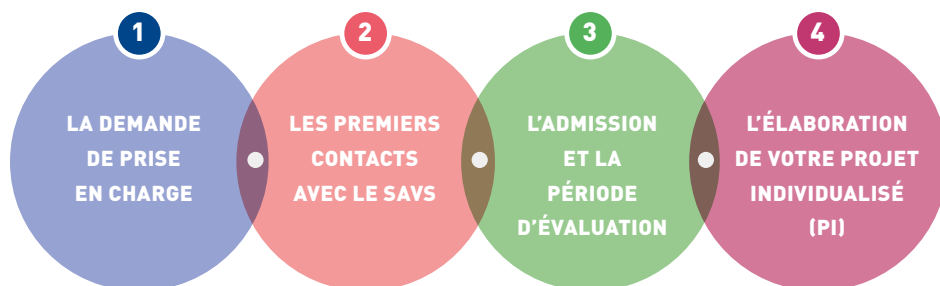 1
LA DEMANDE
DE PRISE
EN CHARGE
2
LES PREMIERS
CONTACTS
AVEC LE SAVS
3
L'ADMISSION
ET LA
PÉRIODE
D'ÉVALUATION
4
L'ÉLABORATION
DE VOTRE PROJET
INDIVIDUALISÉ
(PI)